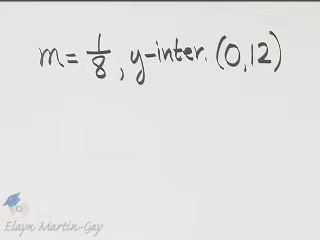 m = 1/8, y-inter. (0,12)
Elayn Martin-Gay